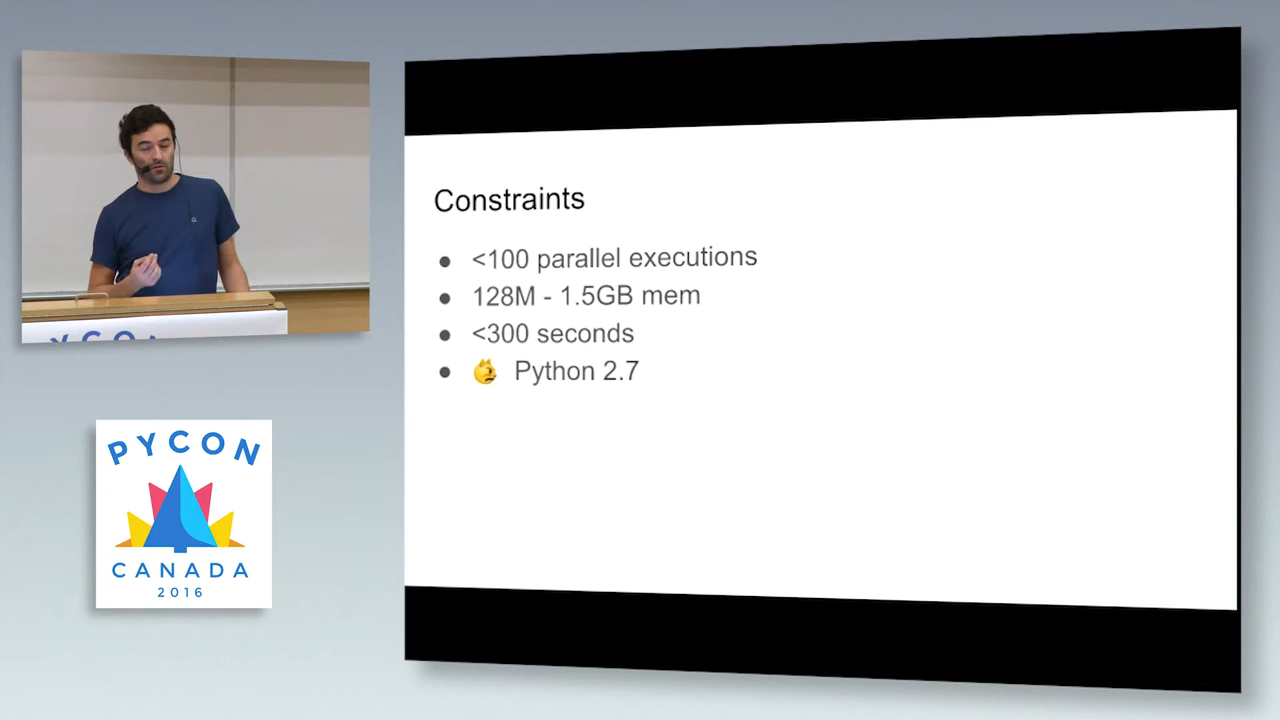 Constraints
<100 parallel executions
128M - 1.5GB mem
<300 seconds
Python 2.7
PYCON
CANADA
2016